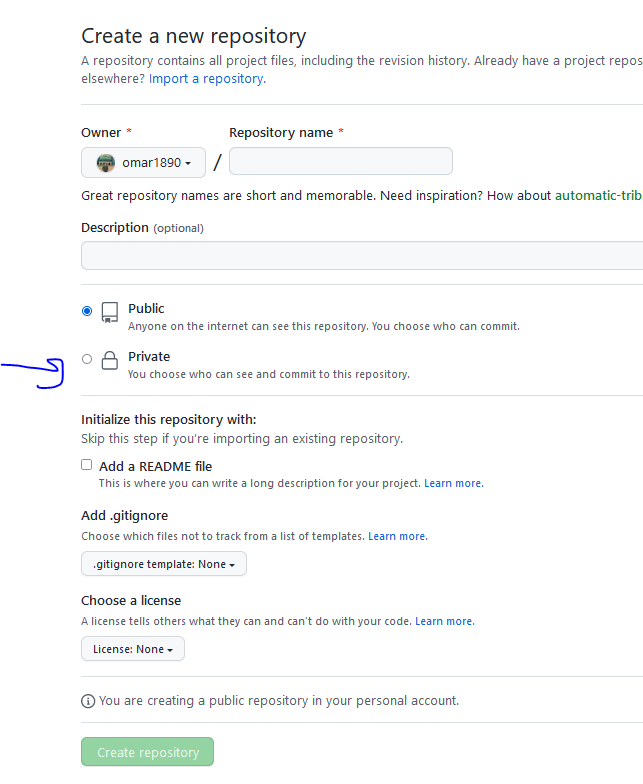 Create a new repository
A repository contains all project files, including the revision history. Already have a project
elsewhere? Import a repository.
Owner *
Repository name *
omar1890
/
Great repository names are short and memorable. Need inspiration? How about
Description (optional)
Public
Anyone on the internet can see this repository. You choose who can commit.
Private
You choose who can see and commit to this repository.
Initialize this repository with:
Skip this step if you're importing an existing repository.
Add a README file
This is where you can write a long description for your project. Learn more.
Add .gitignore
Choose which files not to track from a list of templates. Learn more.
.gitignore template: None
Choose a license
A license tells others what they can and can't do with your code. Learn more.
License: None
You are creating a public repository in your personal account.
Create repository